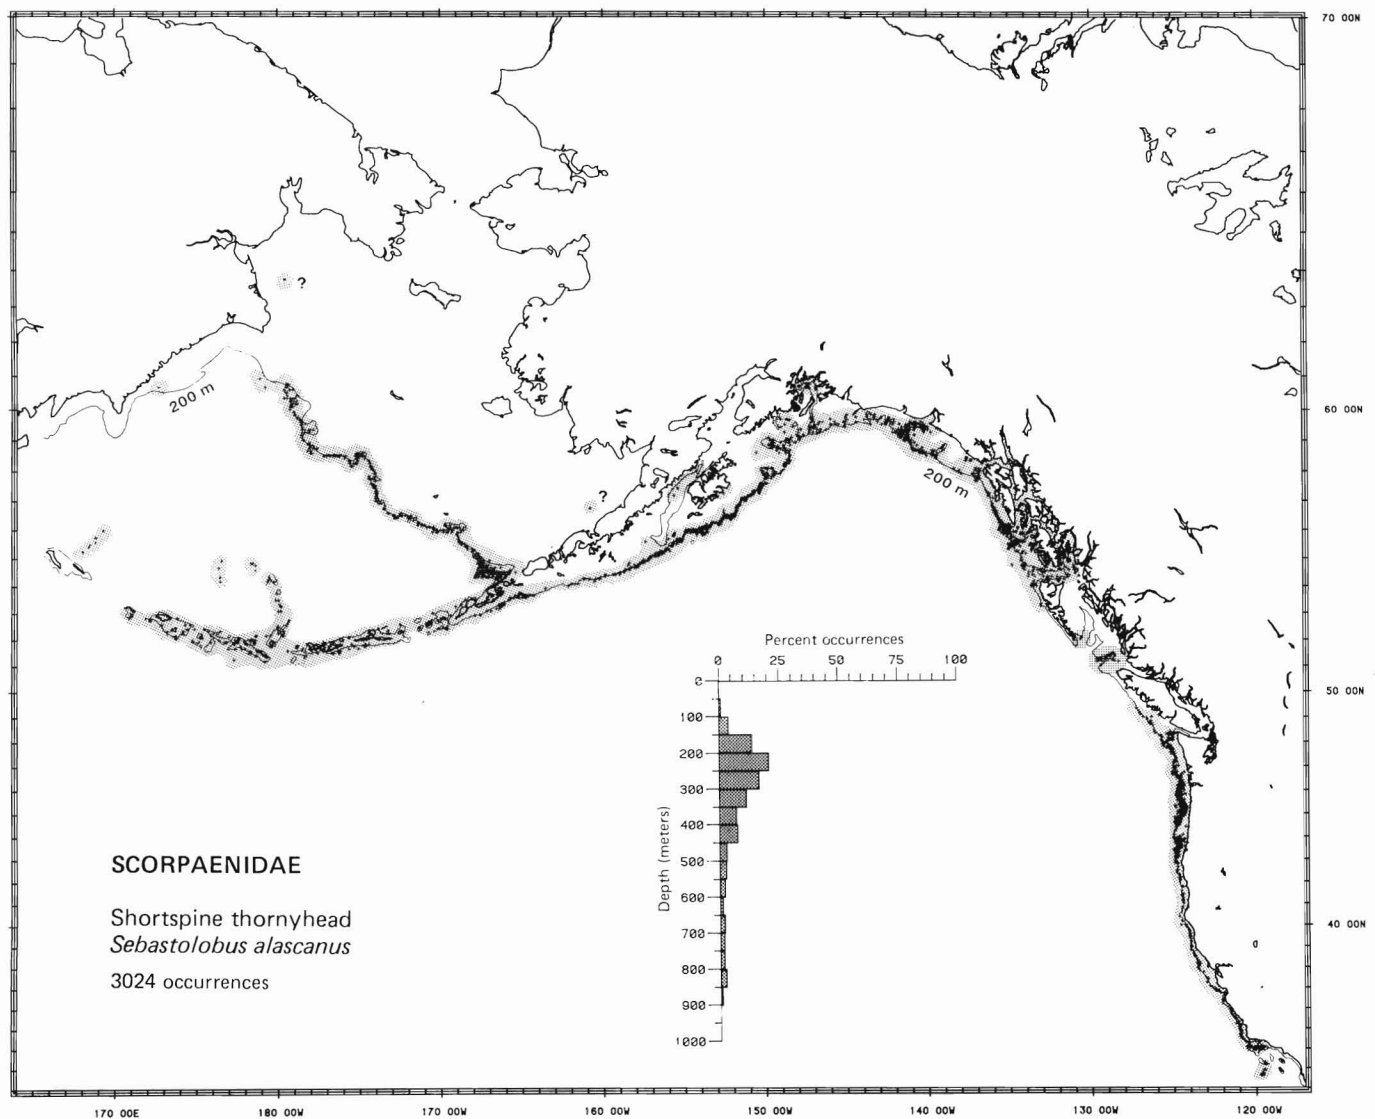 70 00N
?
200 m
60 00N
?
200 m
Percent occurrences
0 25 50 75 100
50 00N
0
100
200
300
400
500
600
700
800
900
1000
Depth (meters)
SCORPAENIDAE
Shortspine thornyhead
Sebastolobus alascanus
3024 occurrences
40 00N
170 00E 180 00W 170 00W 160 00W 150 00W 140 00W 130 00W 120 00W